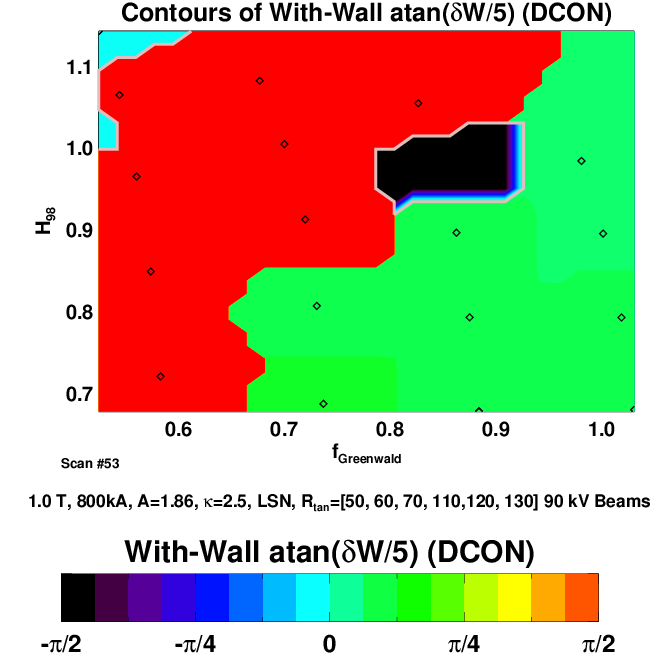 Contours of With-Wall atan(δW/5) (DCON)
1.1
1.0
0.9
0.8
0.7
H98
0.6 0.7 0.8 0.9 1.0
fGreenwald
Scan #53
1.0 T, 800kA, A=1.86, κ=2.5, LSN, Rtan=[50, 60, 70, 110,120, 130] 90 kV Beams
With-Wall atan(δW/5) (DCON)
-π/2 -π/4 0 π/4 π/2